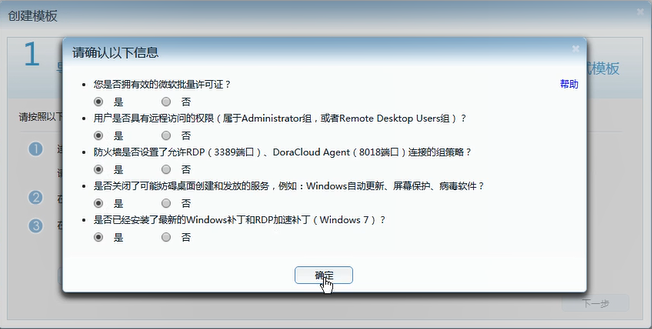 创建模板
1
试模板
请确认以下信息
您是否拥有有效的微软批量许可证？
帮助
是 否
用户是否具有远程访问的权限（属于Administrator组，或者Remote Desktop Users组）？
是 否
防火墙是否设置了允许RDP（3389端口）、DoraCloud Agent（8018端口）连接的组策略？
是 否
是否关闭了可能妨碍桌面创建和发放的服务，例如：Windows自动更新、屏幕保护、病毒软件？
是 否
是否已经安装了最新的Windows补丁和RDP加速补丁（Windows 7）？
是 否
确定
请按照以下
1
2 在
3 在
下一步